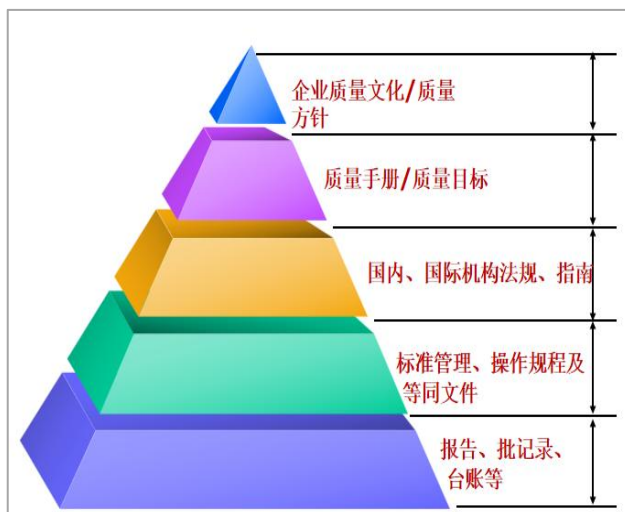 企业质量文化/质量
方针
质量手册/质量目标
国内、国际机构法规、指南
标准管理、操作规程及
等同文件
报告、批记录、
台账等